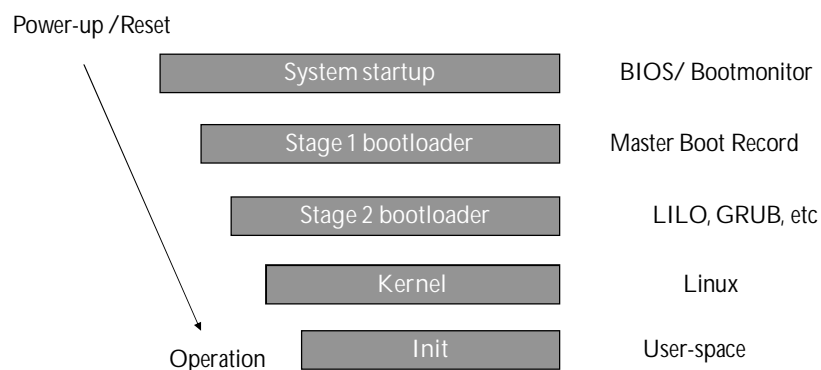 Power-up /Reset
System startup BIOS/ Bootmonitor
Stage 1 bootloader Master Boot Record
Stage 2 bootloader LILO, GRUB, etc
Kernel Linux
Operation Init User-space